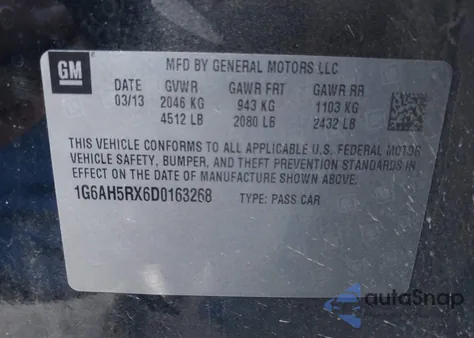 GM
MFD BY GENERAL MOTORS LLC
DATE GVWR GAWR FRT GAWR RR
03/13 2046 KG 943 KG 1103 KG
4512 LB 2080 LB 2432 LB
THIS VEHICLE CONFORMS TO ALL APPLICABLE U.S. FEDERAL MOTOR
VEHICLE SAFETY, BUMPER, AND THEFT PREVENTION STANDARDS IN
EFFECT ON THE DATE OF MANUFACTURE SHOWN ABOVE.
1G6AH5RX6D0163268 TYPE: PASS CAR
autoSnap